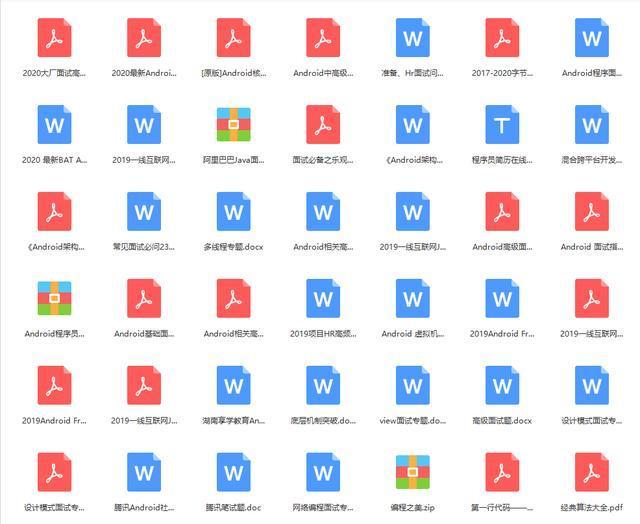 2020大厂面试高...
2020最新Androi...
[原版]Android核...
Android中高级...
准备、Hr面试问...
2017-2020字节...
Android程序面...
2020 最新BAT A...
2019一线互联网...
阿里巴巴Java面...
面试必备之乐观...
《Android架构...
程序员简历在线...
混合跨平台开发...
《Android架构...
常见面试必问23...
多线程专题.docx
Android相关高...
2019一线互联网J...
Android高级面...
Android 面试指...
Android程序员...
Android基础面...
Android相关高...
2019项目HR高频...
Android 虚拟机...
2019Android Fr...
2019一线互联网...
2019Android Fr...
2019一线互联网J...
湖南享学教育An...
底层机制突破.do...
view面试专题.do...
高级面试题.docx
设计模式面试专...
设计模式面试专...
腾讯Android社...
腾讯笔试题.doc
网络编程面试专...
编程之美.zip
第一行代码——...
经典算法大全.pdf